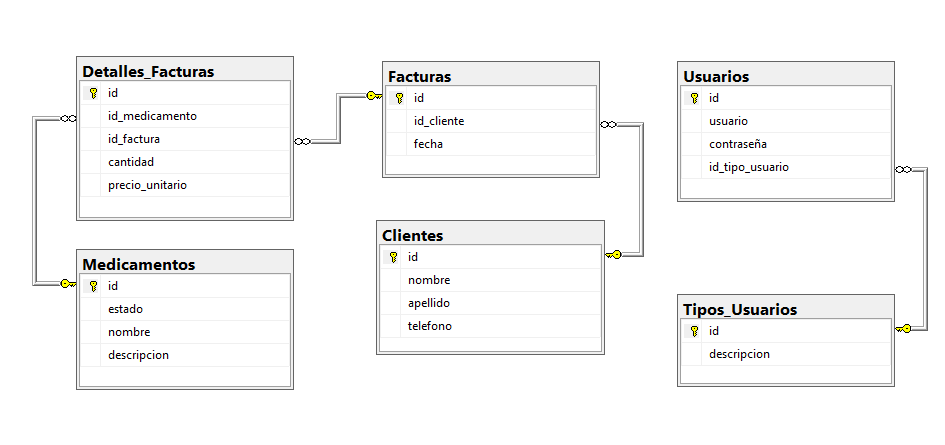 Detalles_Facturas
id
id_medicamento
id_factura
cantidad
precio_unitario
Facturas
id
id_cliente
fecha
Usuarios
id
usuario
contraseña
id_tipo_usuario
Medicamentos
id
estado
nombre
descripcion
Clientes
id
nombre
apellido
telefono
Tipos_Usuarios
id
descripcion